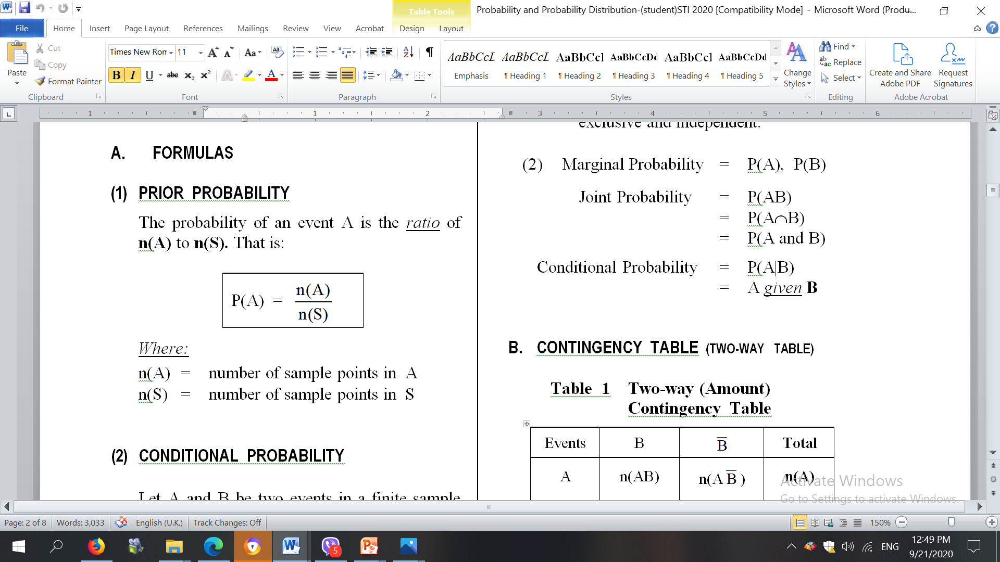 Table Tools
Probability and Probability Distribution-(student)STI 2020 [Compatibility Mode] - Microsoft Word (Produ...
File Home Insert Page Layout References Mailings Review View Acrobat Design Layout
Paste
Cut
Copy
Format Painter
Clipboard
Times New Ron 11
Aa
B I U abc x₂ x²
Font
Paragraph
AaBbCcL AaBbCcL AaBbCc] AaBbCcDd AaBbCc] AaBbCcDd
Emphasis ¶ Heading 1 ¶ Heading 2 ¶ Heading 3 ¶ Heading 4 ¶ Heading 5
Styles
Change
Styles
Find
Replace
Select
Editing
Create and Share
Adobe PDF
Request
Signatures
Adobe Acrobat
1 1 2 3 4 5 6
A. FORMULAS
(1) PRIOR PROBABILITY
The probability of an event A is the ratio of
n(A) to n(S). That is:
P(A) = n(A)
n(S)
Where:
n(A) = number of sample points in A
n(S) = number of sample points in S
(2) CONDITIONAL PROBABILITY
Let A and B be two events in a finite sample
exclusive and independent.
(2) Marginal Probability = P(A), P(B)
Joint Probability = P(AB)
= P(A∩B)
= P(A and B)
Conditional Probability = P(A|B)
= A given B
B. CONTINGENCY TABLE (TWO-WAY TABLE)
Table 1 Two-way (Amount)
Contingency Table
Events B B̅ Total
A n(AB) n(A B̅ ) n(A)
Activate Windows
Go to Settings to activate Windows.
Page: 2 of 8 Words: 3,033 English (U.K.) Track Changes: Off 150%
5
ENG
12:49 PM
9/21/2020